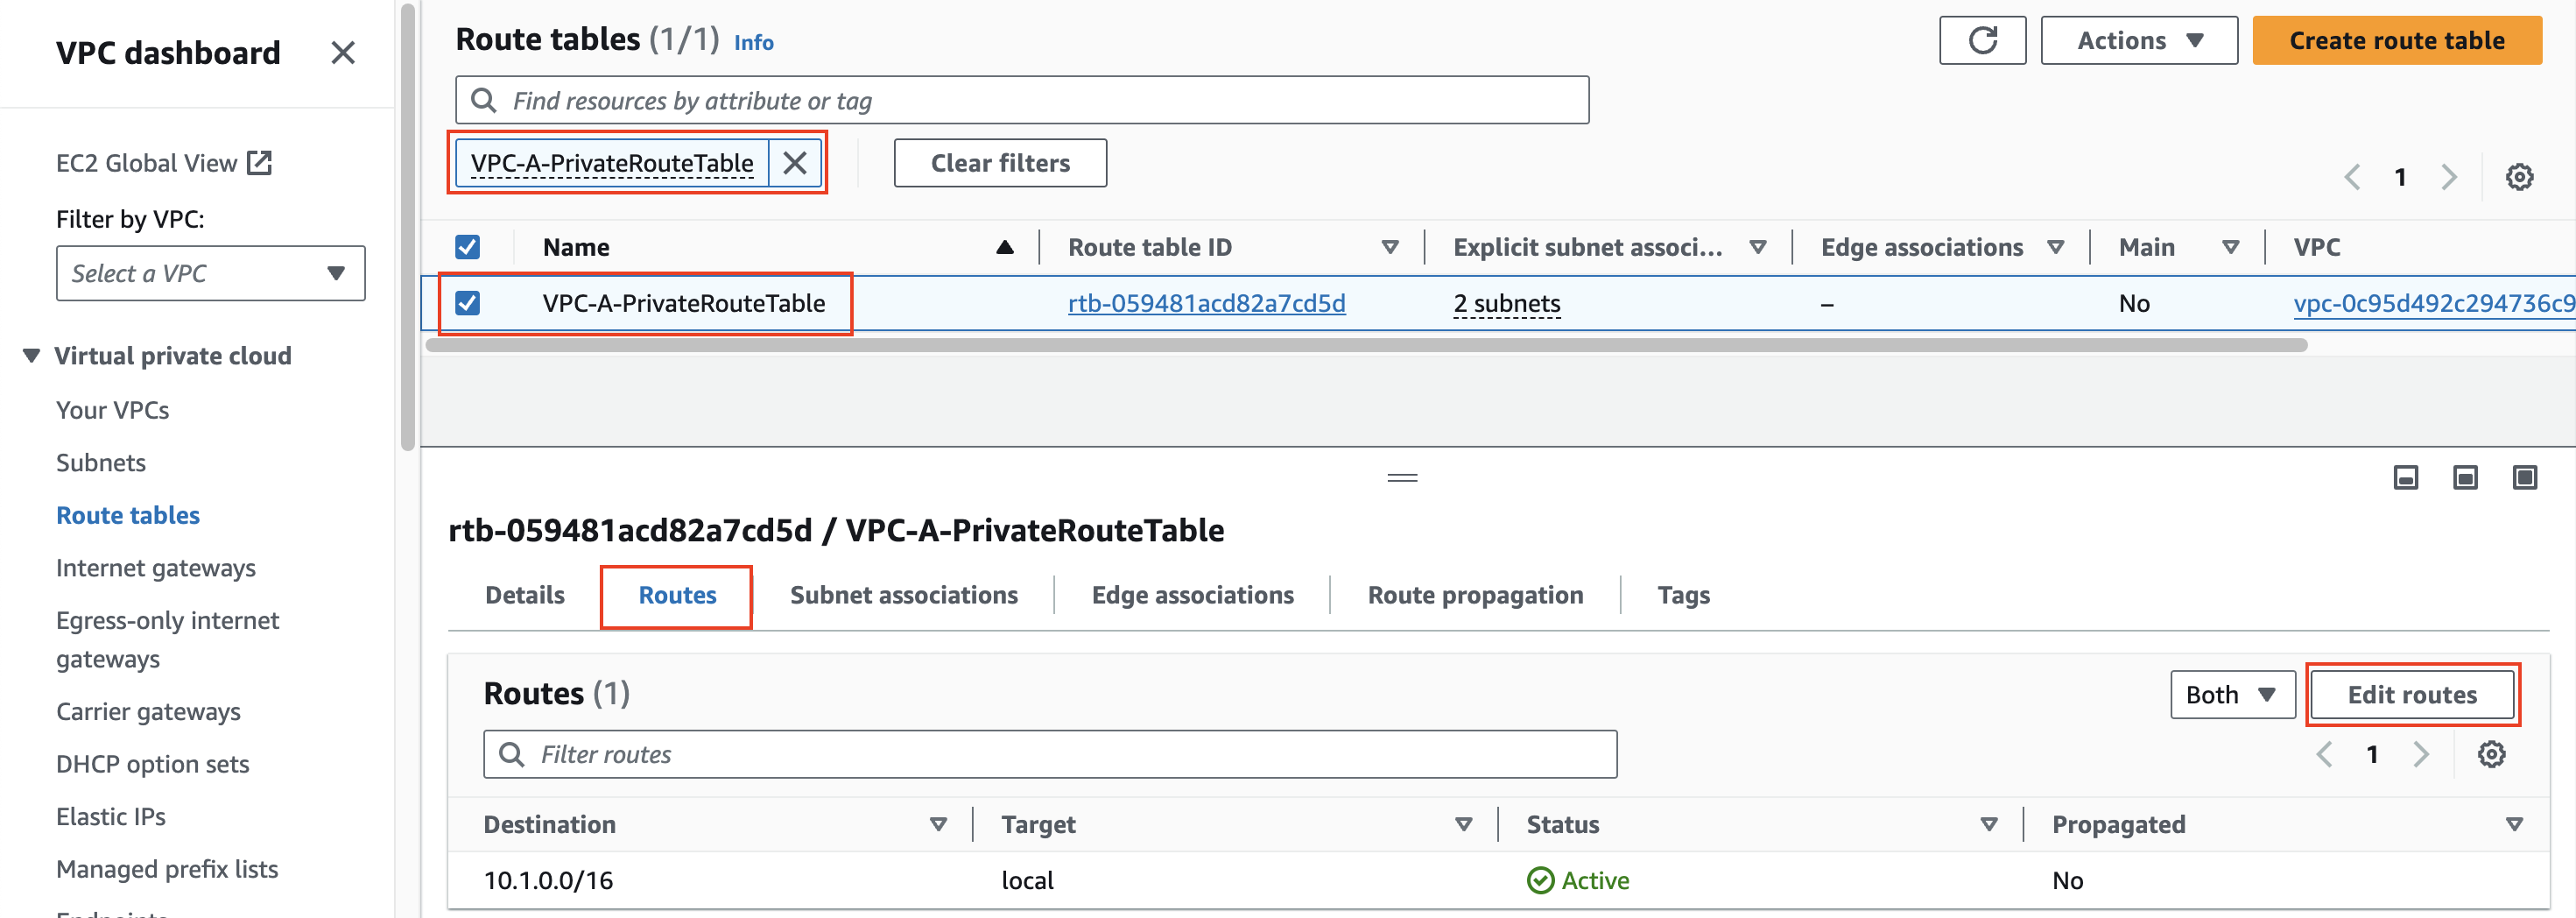 VPC dashboard
EC2 Global View
Filter by VPC:
Select a VPC
Virtual private cloud
Your VPCs
Subnets
Route tables
Internet gateways
Egress-only internet
gateways
Carrier gateways
DHCP option sets
Elastic IPs
Managed prefix lists
Endpoints
Route tables (1/1) Info
Actions
Create route table
Find resources by attribute or tag
VPC-A-PrivateRouteTable
Clear filters
1
Name Route table ID Explicit subnet associ... Edge associations Main VPC
VPC-A-PrivateRouteTable rtb-059481acd82a7cd5d 2 subnets – No vpc-0c95d492c294736c9
rtb-059481acd82a7cd5d / VPC-A-PrivateRouteTable
Details Routes Subnet associations Edge associations Route propagation Tags
Routes (1)
Both
Edit routes
Filter routes
1
Destination Target Status Propagated
10.1.0.0/16 local Active No